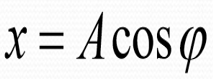 x = A cos φ